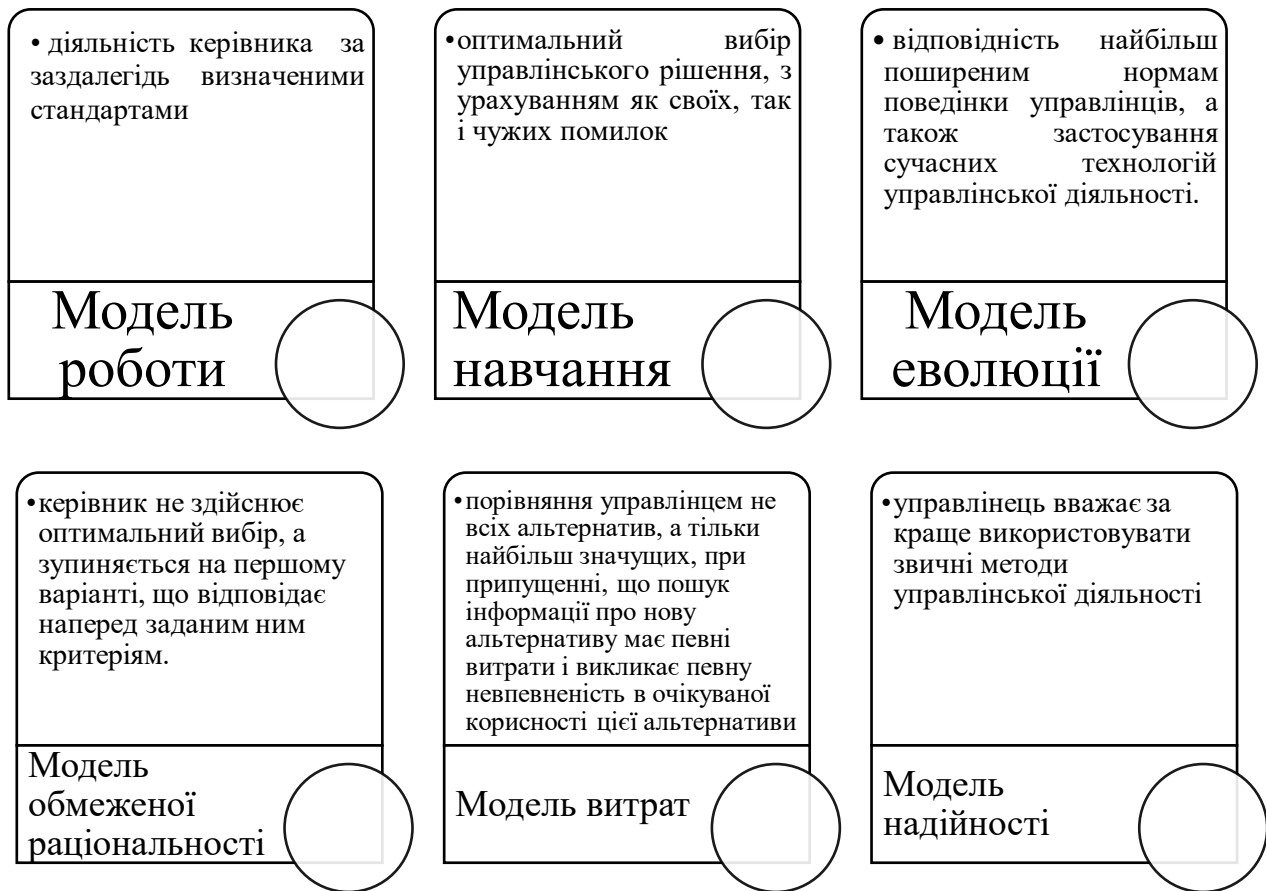 • діяльність керівника за
заздалегідь визначеними
стандартами
Модель
роботи
•оптимальний вибір
управлінського рішення, з
урахуванням як своїх, так
і чужих помилок
Модель
навчання
• відповідність найбільш
поширеним нормам
поведінки управлінців, а
також застосування
сучасних технологій
управлінської діяльності.
Модель
еволюції
•керівник не здійснює
оптимальний вибір, а
зупиняється на першому
варіанті, що відповідає
наперед заданим ним
критеріям.
Модель
обмеженої
раціональності
•порівняння управлінцем не
всіх альтернатив, а тільки
найбільш значущих, при
припущенні, що пошук
інформації про нову
альтернативу має певні
витрати і викликає певну
невпевненість в очікуваної
корисності цієї альтернативи
Модель витрат
•управлінець вважає за
краще використовувати
звичні методи
управлінської діяльності
Модель
надійності